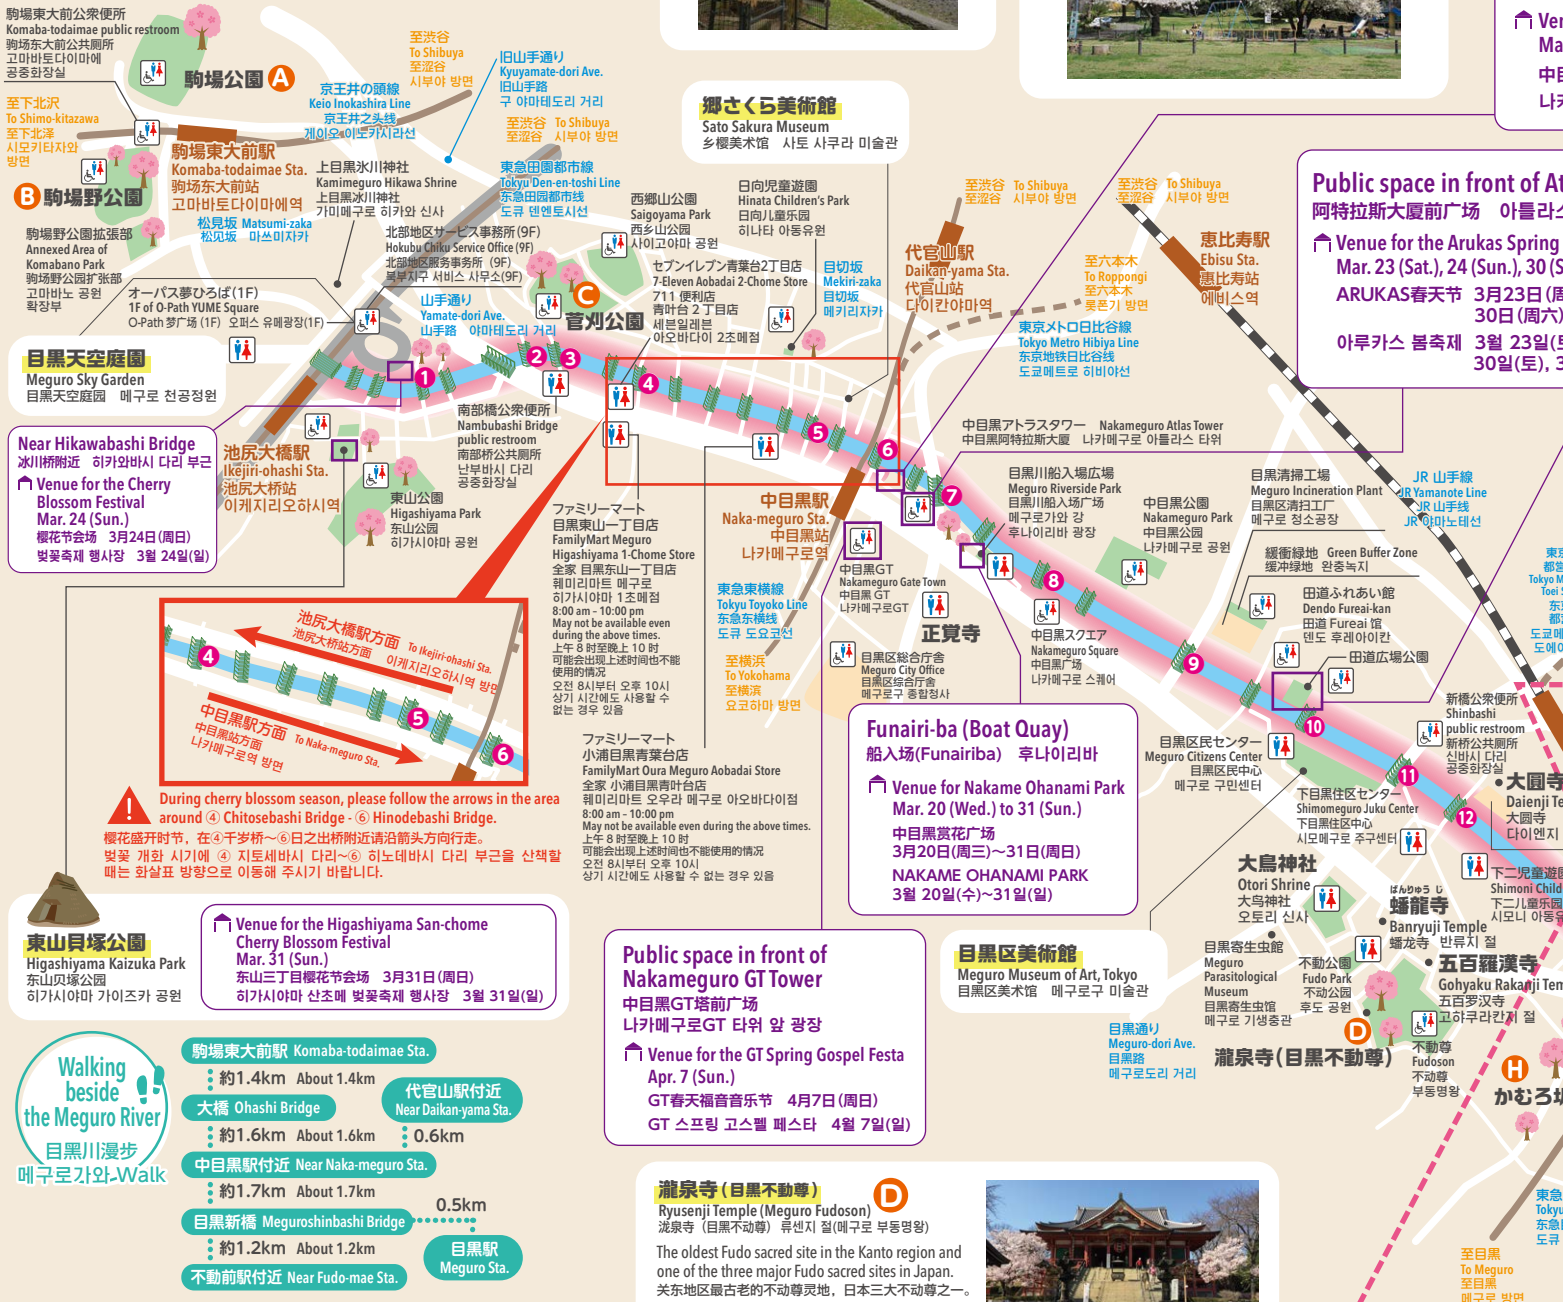 駒場東大前公衆便所
Komaba-todaimae public restroom
驹场东大前公共厕所
고마바토다이마에
공중화장실
駒場公園 A
至下北沢
To Shimo-kitazawa
至下北泽
시모키타자와
방면
京王井の頭線
Keio Inokashira Line
京王井之头线
게이오 이노카시라선
至渋谷
To Shibuya
至涩谷
시부야 방면
旧山手通り
Kyuyamate-dori Ave.
旧山手路
구 야마테도리 거리
至渋谷 To Shibuya
至涩谷 시부야 방면
駒場東大前駅
Komaba-todaimae Sta.
驹场东大前站
고마바토다이마에역
B 駒場野公園
駒場野公園拡張部
Annexed Area of
Komabano Park
驹场野公园扩张部
고마바노 공원
확장부
松見坂 Matsumi-zaka
松见坂 마쓰미자카
上目黒氷川神社
Kamimeguro Hikawa Shrine
上目黑冰川神社
가미메구로 히카와 신사
東急田園都市線
Tokyu Den-en-toshi Line
东急田园都市线
도큐 덴엔토시선
北部地区サービス事務所(9F)
Hokubu Chiku Service Office (9F)
北部地区服务事务所 (9F)
북부지구 서비스 사무소(9F)
オーパス夢ひろば(1F)
1F of O-Path YUME Square
O-Path 梦广场 (1F) 오퍼스 유메광장(1F)
山手通り
Yamate-dori Ave.
山手路 야마테도리 거리
郷さくら美術館
Sato Sakura Museum
乡樱美术馆 사토 사쿠라 미술관
西郷山公園
Saigoyama Park
西乡山公园
사이고야마 공원
日向児童遊園
Hinata Children's Park
日向儿童乐园
히나타 아동유원
セブンイレブン青葉台2丁目店
7-Eleven Aobadai 2-Chome Store
711 便利店
青叶台 2 丁目店
세븐일레븐
아오바다이 2초메점
C
菅刈公園
目切坂
Mekiri-zaka
目切坂
메키리자카
代官山駅
Daikan-yama Sta.
代官山站
다이칸야마역
至渋谷 To Shibuya
至涩谷 시부야 방면
至渋谷 To Shibuya
至涩谷 시부야 방면
至六本木
To Roppongi
至六本木
롯폰기 방면
東京メトロ日比谷線
Tokyo Metro Hibiya Line
东京地铁日比谷线
도쿄메트로 히비야선
恵比寿駅
Ebisu Sta.
惠比寿站
에비스역
Public space in front of At
阿特拉斯大厦前广场 아틀라스
Venue for the Arukas Spring
Mar. 23 (Sat.), 24 (Sun.), 30 (S
ARUKAS春天节 3月23日(周
30日(周六)
아루카스 봄축제 3월 23일(토
30일(토), 3
Ver
Ma
中目
나카
目黒天空庭園
Meguro Sky Garden
目黑天空庭园 메구로 천공정원
Near Hikawabashi Bridge
冰川桥附近 히카와바시 다리 부근
Venue for the Cherry
Blossom Festival
Mar. 24 (Sun.)
樱花节会场 3月24日(周日)
벚꽃축제 행사장 3월 24일(일)
池尻大橋駅
Ikejiri-ohashi Sta.
池尻大桥站
이케지리오하시역
東山公園
Higashiyama Park
东山公园
히가시야마 공원
南部橋公衆便所
Nambubashi Bridge
public restroom
南部桥公共厕所
난부바시 다리
공중화장실
1
2
3
4
5
6
7
8
9
10
11
12
ファミリーマート
目黒東山一丁目店
FamilyMart Meguro
Higashiyama 1-Chome Store
全家 目黑东山一丁目店
훼미리마트 메구로
히가시야마 1초메점
8:00 am - 10:00 pm
May not be available even
during the above times.
上午 8 时至晚上 10 时
可能会出现上述时间也不能
使用的情况
오전 8시부터 오후 10시
상기 시간에도 사용할 수
없는 경우 있음
ファミリーマート
小浦目黒青葉台店
FamilyMart Oura Meguro Aobadai Store
全家 小浦目黑青叶台店
훼미리마트 오우라 메구로 아오바다이점
8:00 am - 10:00 pm
May not be available even during the above times.
上午 8 时至晚上 10 时
可能会出现上述时间也不能使用的情况
오전 8시부터 오후 10시
상기 시간에도 사용할 수 없는 경우 있음
中目黒駅
Naka-meguro Sta.
中目黑站
나카메구로역
東急東横線
Tokyu Toyoko Line
东急东横线
도큐 도요코선
至横浜
To Yokohama
至横滨
요코하마 방면
中目黒GT
Nakameguro Gate Town
中目黑 GT
나카메구로GT
正覚寺
目黒区総合庁舎
Meguro City Office
目黑区综合厅舍
메구로구 종합청사
中目黒アトラスタワー Nakameguro Atlas Tower
中目黑阿特拉斯大厦 나카메구로 아틀라스 타워
目黒川船入場広場
Meguro Riverside Park
目黑川船入场广场
메구로가와 강
후나이리바 광장
中目黒公園
Nakameguro Park
中目黑公园
나카메구로 공원
目黒清掃工場
Meguro Incineration Plant
目黑区清扫工厂
메구로 청소공장
緩衝緑地 Green Buffer Zone
缓冲绿地 완충녹지
JR 山手線
JR Yamanote Line
JR 山手线
JR 야마노테선
田道ふれあい館
Dendo Fureai-kan
田道 Fureai 馆
덴도 후레아이칸
田道広場公園
中目黒スクエア
Nakameguro Square
中目黑广场
나카메구로 스퀘어
池尻大橋駅方面 To Ikejiri-ohashi Sta.
池尻大桥站方面 이케지리오하시역 방면
中目黒駅方面 To Naka-meguro Sta.
中目黑站方面
나카메구로역 방면
4
5
6
During cherry blossom season, please follow the arrows in the area
around ④ Chitosebashi Bridge - ⑥ Hinodebashi Bridge.
樱花盛开时节，在④千岁桥～⑥日之出桥附近请沿箭头方向行走。
벚꽃 개화 시기에 ④ 지토세바시 다리~⑥ 히노데바시 다리 부근을 산책할
때는 화살표 방향으로 이동해 주시기 바랍니다.
東山貝塚公園
Higashiyama Kaizuka Park
东山贝塚公园
히가시야마 가이즈카 공원
Venue for the Higashiyama San-chome
Cherry Blossom Festival
Mar. 31 (Sun.)
东山三丁目樱花节会场 3月31日(周日)
히가시야마 산초메 벚꽃축제 행사장 3월 31일(일)
Funairi-ba (Boat Quay)
船入场(Funairiba) 후나이리바
Venue for Nakame Ohanami Park
Mar. 20 (Wed.) to 31 (Sun.)
中目黑赏花广场
3月20日(周三)～31日(周日)
NAKAME OHANAMI PARK
3월 20일(수)~31일(일)
Public space in front of
Nakameguro GT Tower
中目黑GT塔前广场
나카메구로GT 타워 앞 광장
Venue for the GT Spring Gospel Festa
Apr. 7 (Sun.)
GT春天福音音乐节 4月7日(周日)
GT 스프링 고스펠 페스타 4월 7일(일)
目黒区民センター
Meguro Citizens Center
目黑区民中心
메구로 구민센터
下目黒住区センター
Shimomeguro Juku Center
下目黑住区中心
시모메구로 주구센터
新橋公衆便所
Shinbashi
public restroom
新桥公共厕所
신바시 다리
공중화장실
大圓寺
Daienji Te
大圆寺
다이엔지
大鳥神社
Otori Shrine
大鸟神社
오토리 신사
下二児童遊園
Shimoni Child
下二儿童乐园
시모니 아동유
ばんりゅう じ
蟠龍寺
Banryuji Temple
蟠龙寺 반류지 절
五百羅漢寺
Gohyaku Rakanji Tem
五百罗汉寺
고햐쿠라칸지 절
目黒区美術館
Meguro Museum of Art, Tokyo
目黑区美术馆 메구로구 미술관
目黒通り
Meguro-dori Ave.
目黑路
메구로도리 거리
目黒寄生虫館
Meguro
Parasitological
Museum
目黑寄生虫馆
메구로 기생충관
不動公園
Fudo Park
不动公园
후도 공원
D
瀧泉寺(目黒不動尊)
不動尊
Fudoson
不动尊
부동명왕
H
かむろ坂
至目黒
To Meguro
至目黑
메구로 방면
東急
Tokyu
东急
도큐
Walking
beside
the Meguro River
目黑川漫步
메구로가와 Walk
駒場東大前駅 Komaba-todaimae Sta.
約1.4km About 1.4km
大橋 Ohashi Bridge
約1.6km About 1.6km
代官山駅付近
Near Daikan-yama Sta.
0.6km
中目黒駅付近 Near Naka-meguro Sta.
約1.7km About 1.7km
目黒新橋 Meguroshinbashi Bridge
0.5km
目黒駅
Meguro Sta.
約1.2km About 1.2km
不動前駅付近 Near Fudo-mae Sta.
瀧泉寺(目黒不動尊) D
Ryusenji Temple (Meguro Fudoson)
泷泉寺（目黑不动尊） 류센지 절(메구로 부동명왕)
The oldest Fudo sacred site in the Kanto region and
one of the three major Fudo sacred sites in Japan.
关东地区最古老的不动尊灵地，日本三大不动尊之一。